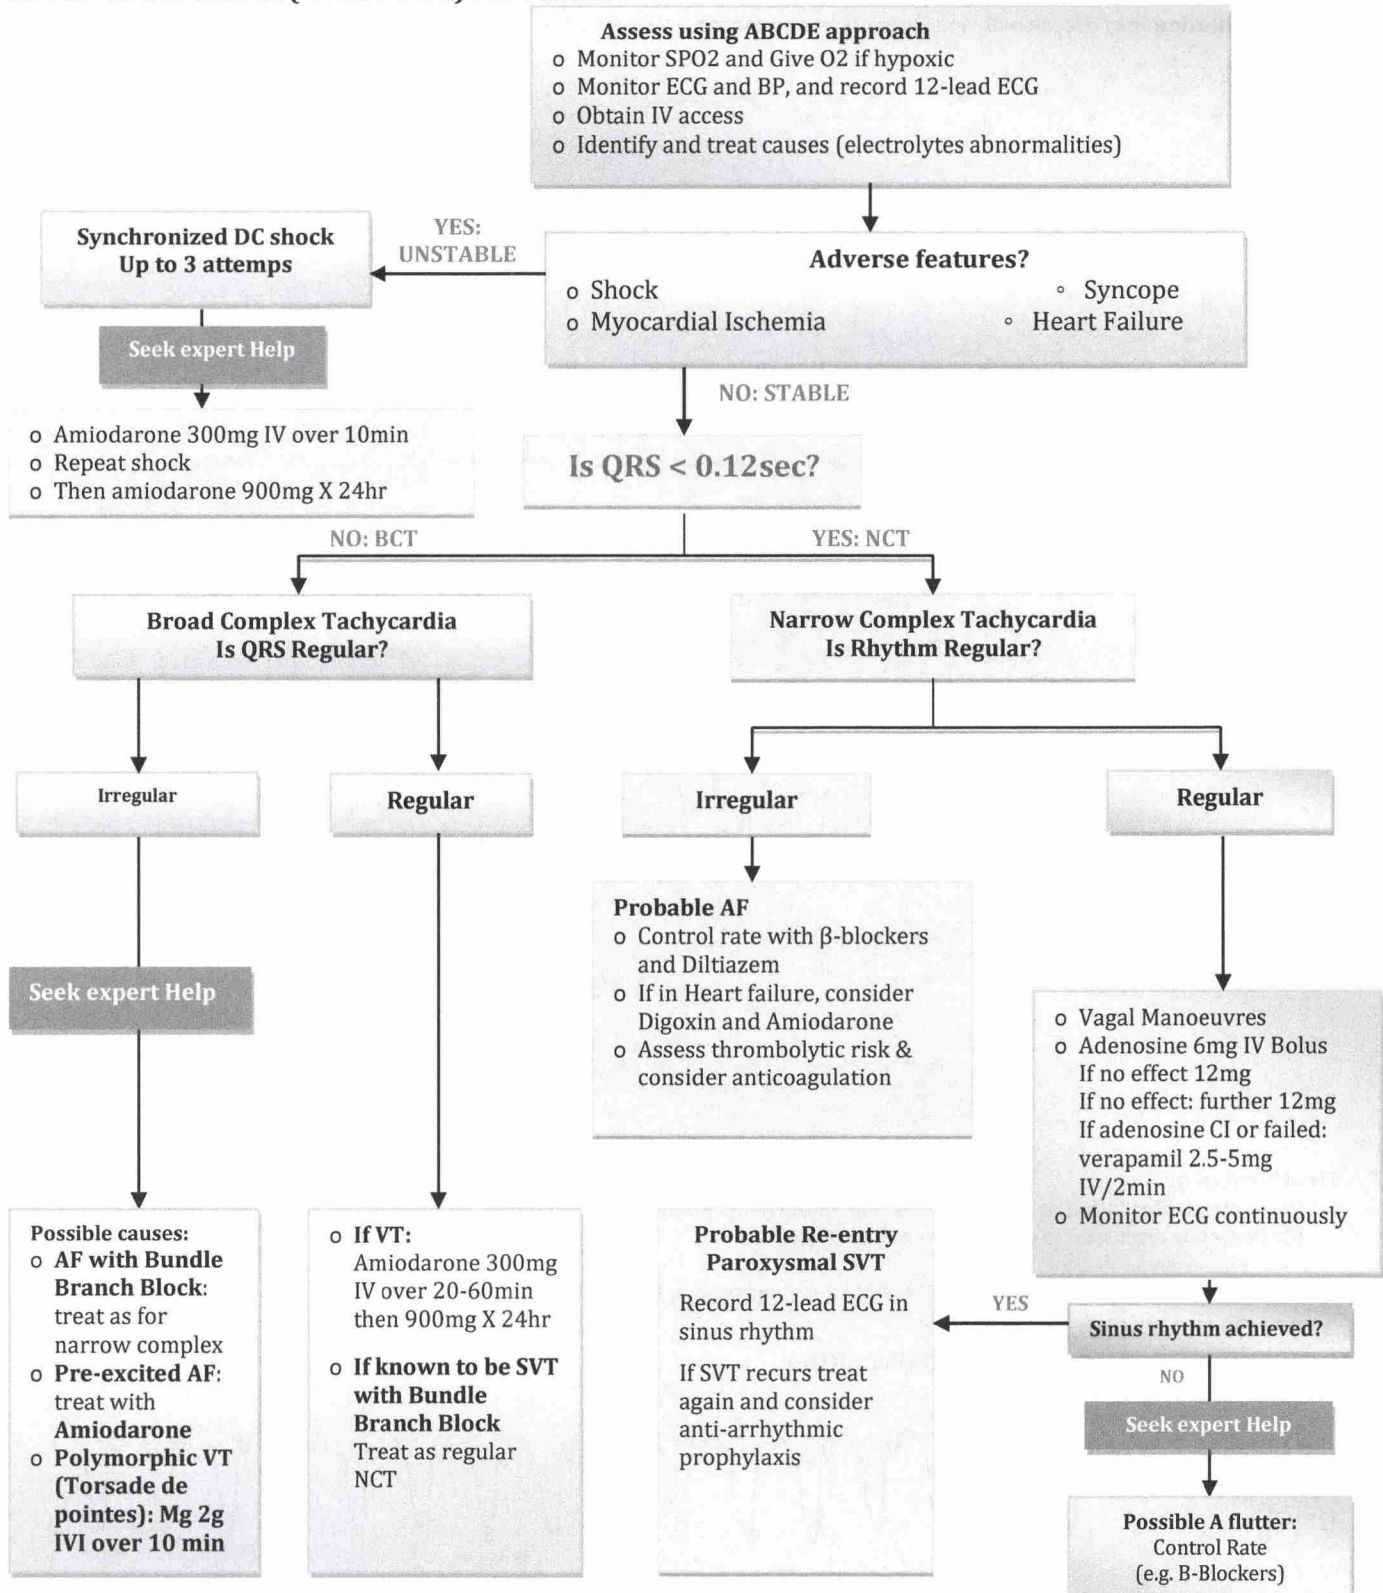 Assess using ABCDE approach
o Monitor SPO2 and Give O2 if hypoxic
o Monitor ECG and BP, and record 12-lead ECG
o Obtain IV access
o Identify and treat causes (electrolytes abnormalities)
YES:
UNSTABLE
Synchronized DC shock
Up to 3 attemps
Adverse features?
o Shock
◦ Syncope
o Myocardial Ischemia
◦ Heart Failure
Seek expert Help
NO: STABLE
o Amiodarone 300mg IV over 10min
o Repeat shock
o Then amiodarone 900mg X 24hr
Is QRS < 0.12sec?
NO: BCT
YES: NCT
Broad Complex Tachycardia
Is QRS Regular?
Narrow Complex Tachycardia
Is Rhythm Regular?
Irregular
Regular
Irregular
Regular
Seek expert Help
Probable AF
o Control rate with β-blockers
and Diltiazem
o If in Heart failure, consider
Digoxin and Amiodarone
o Assess thrombolytic risk &
consider anticoagulation
o Vagal Manoeuvres
o Adenosine 6mg IV Bolus
If no effect 12mg
If no effect: further 12mg
If adenosine CI or failed:
verapamil 2.5-5mg
IV/2min
o Monitor ECG continuously
Possible causes:
o AF with Bundle
Branch Block:
treat as for
narrow complex
o Pre-excited AF:
treat with
Amiodarone
o Polymorphic VT
(Torsade de
pointes): Mg 2g
IVI over 10 min
o If VT:
Amiodarone 300mg
IV over 20-60min
then 900mg X 24hr
o If known to be SVT
with Bundle
Branch Block
Treat as regular
NCT
Probable Re-entry
Paroxysmal SVT
Record 12-lead ECG in
sinus rhythm
If SVT recurs treat
again and consider
anti-arrhythmic
prophylaxis
YES
Sinus rhythm achieved?
NO
Seek expert Help
Possible A flutter:
Control Rate
(e.g. B-Blockers)